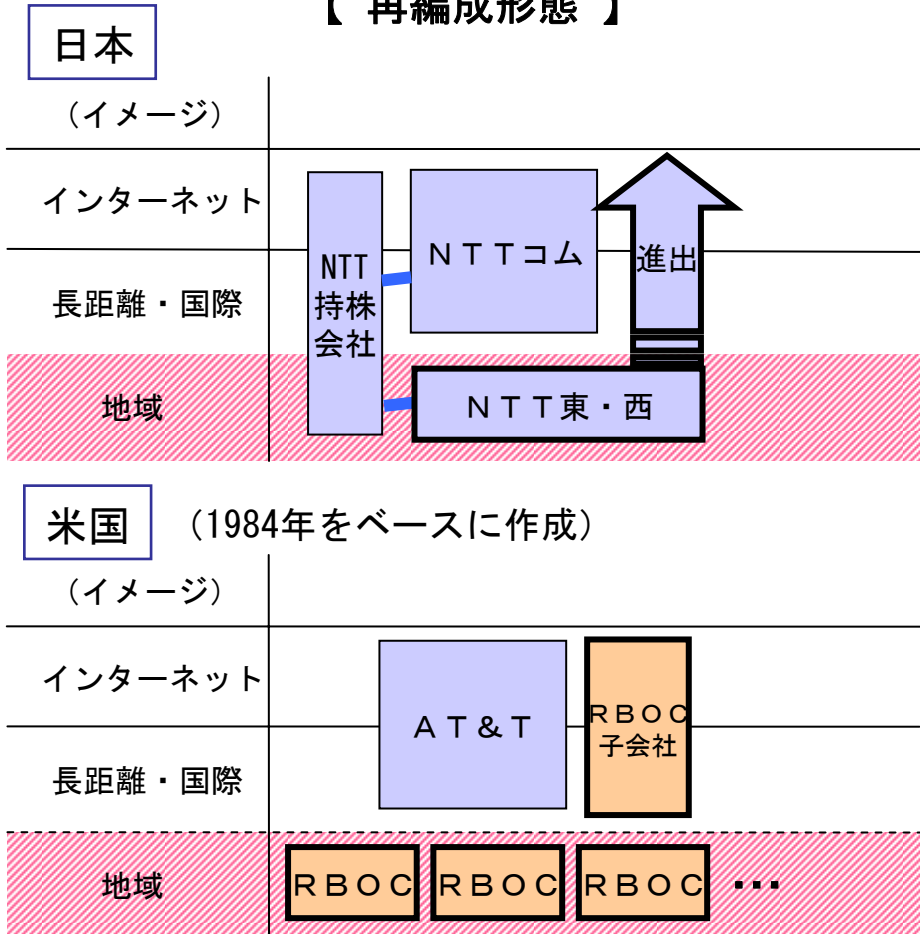 【 再編成形態 】
日本
（イメージ）
インターネット
長距離・国際
地域
NTT
持株
会社
ＮＴＴコム
進出
ＮＴＴ東・西
米国
（1984年をベースに作成）
（イメージ）
インターネット
長距離・国際
地域
ＡＴ＆Ｔ
ＲＢＯＣ
子会社
ＲＢＯＣ
ＲＢＯＣ
ＲＢＯＣ
…